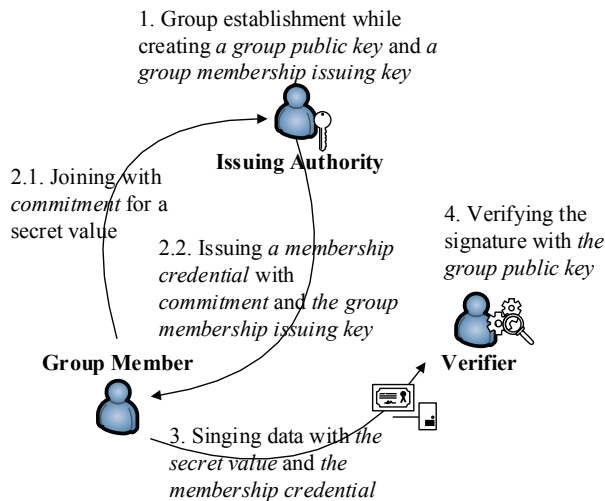 1. Group establishment while
creating a group public key and a
group membership issuing key
Issuing Authority
2.1. Joining with
commitment for a
secret value
2.2. Issuing a membership
credential with
commitment and the group
membership issuing key
4. Verifying the
signature with the
group public key
Group Member
Verifier
3. Singing data with the
secret value and the
membership credential